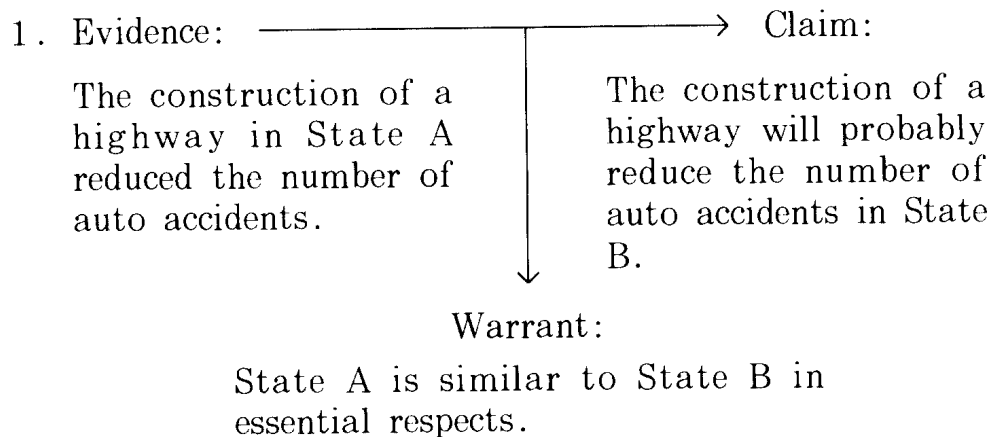 1. Evidence: Claim:
The construction of a
highway in State A
reduced the number of
auto accidents.
The construction of a
highway will probably
reduce the number of
auto accidents in State
B.
Warrant:
State A is similar to State B in
essential respects.